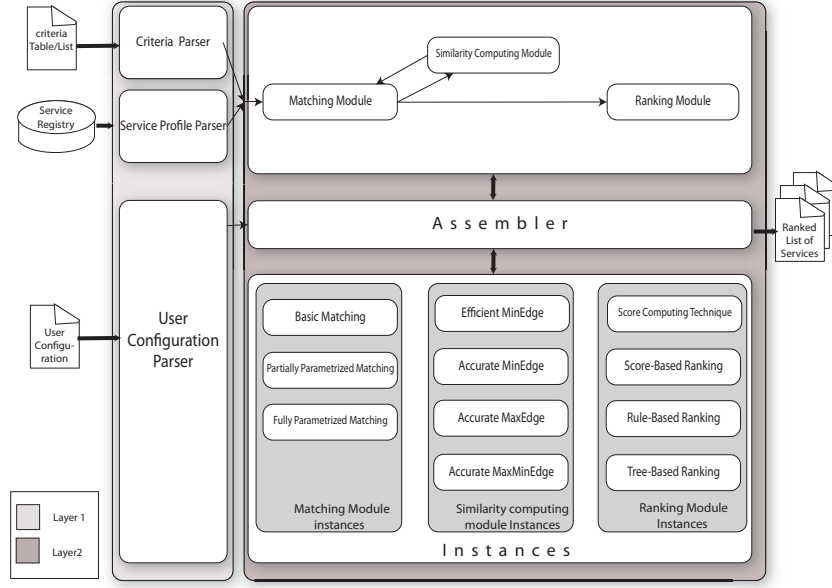 criteria
Table/List
Criteria Parser
Similarity Computing Module
Matching Module
Ranking Module
Service
Registry
Service Profile Parser
Assembler
Ranked
List of
Services
User
Configu-
ration
User
Configuration
Parser
Basic Matching
Partially Parametrized Matching
Fully Parametrized Matching
Matching Module
instances
Efficient MinEdge
Accurate MinEdge
Accurate MaxEdge
Accurate MaxMinEdge
Similarity computing
module Instances
Score Computing Technique
Score-Based Ranking
Rule-Based Ranking
Tree-Based Ranking
Ranking Module
Instances
Instances
Layer 1
Layer2